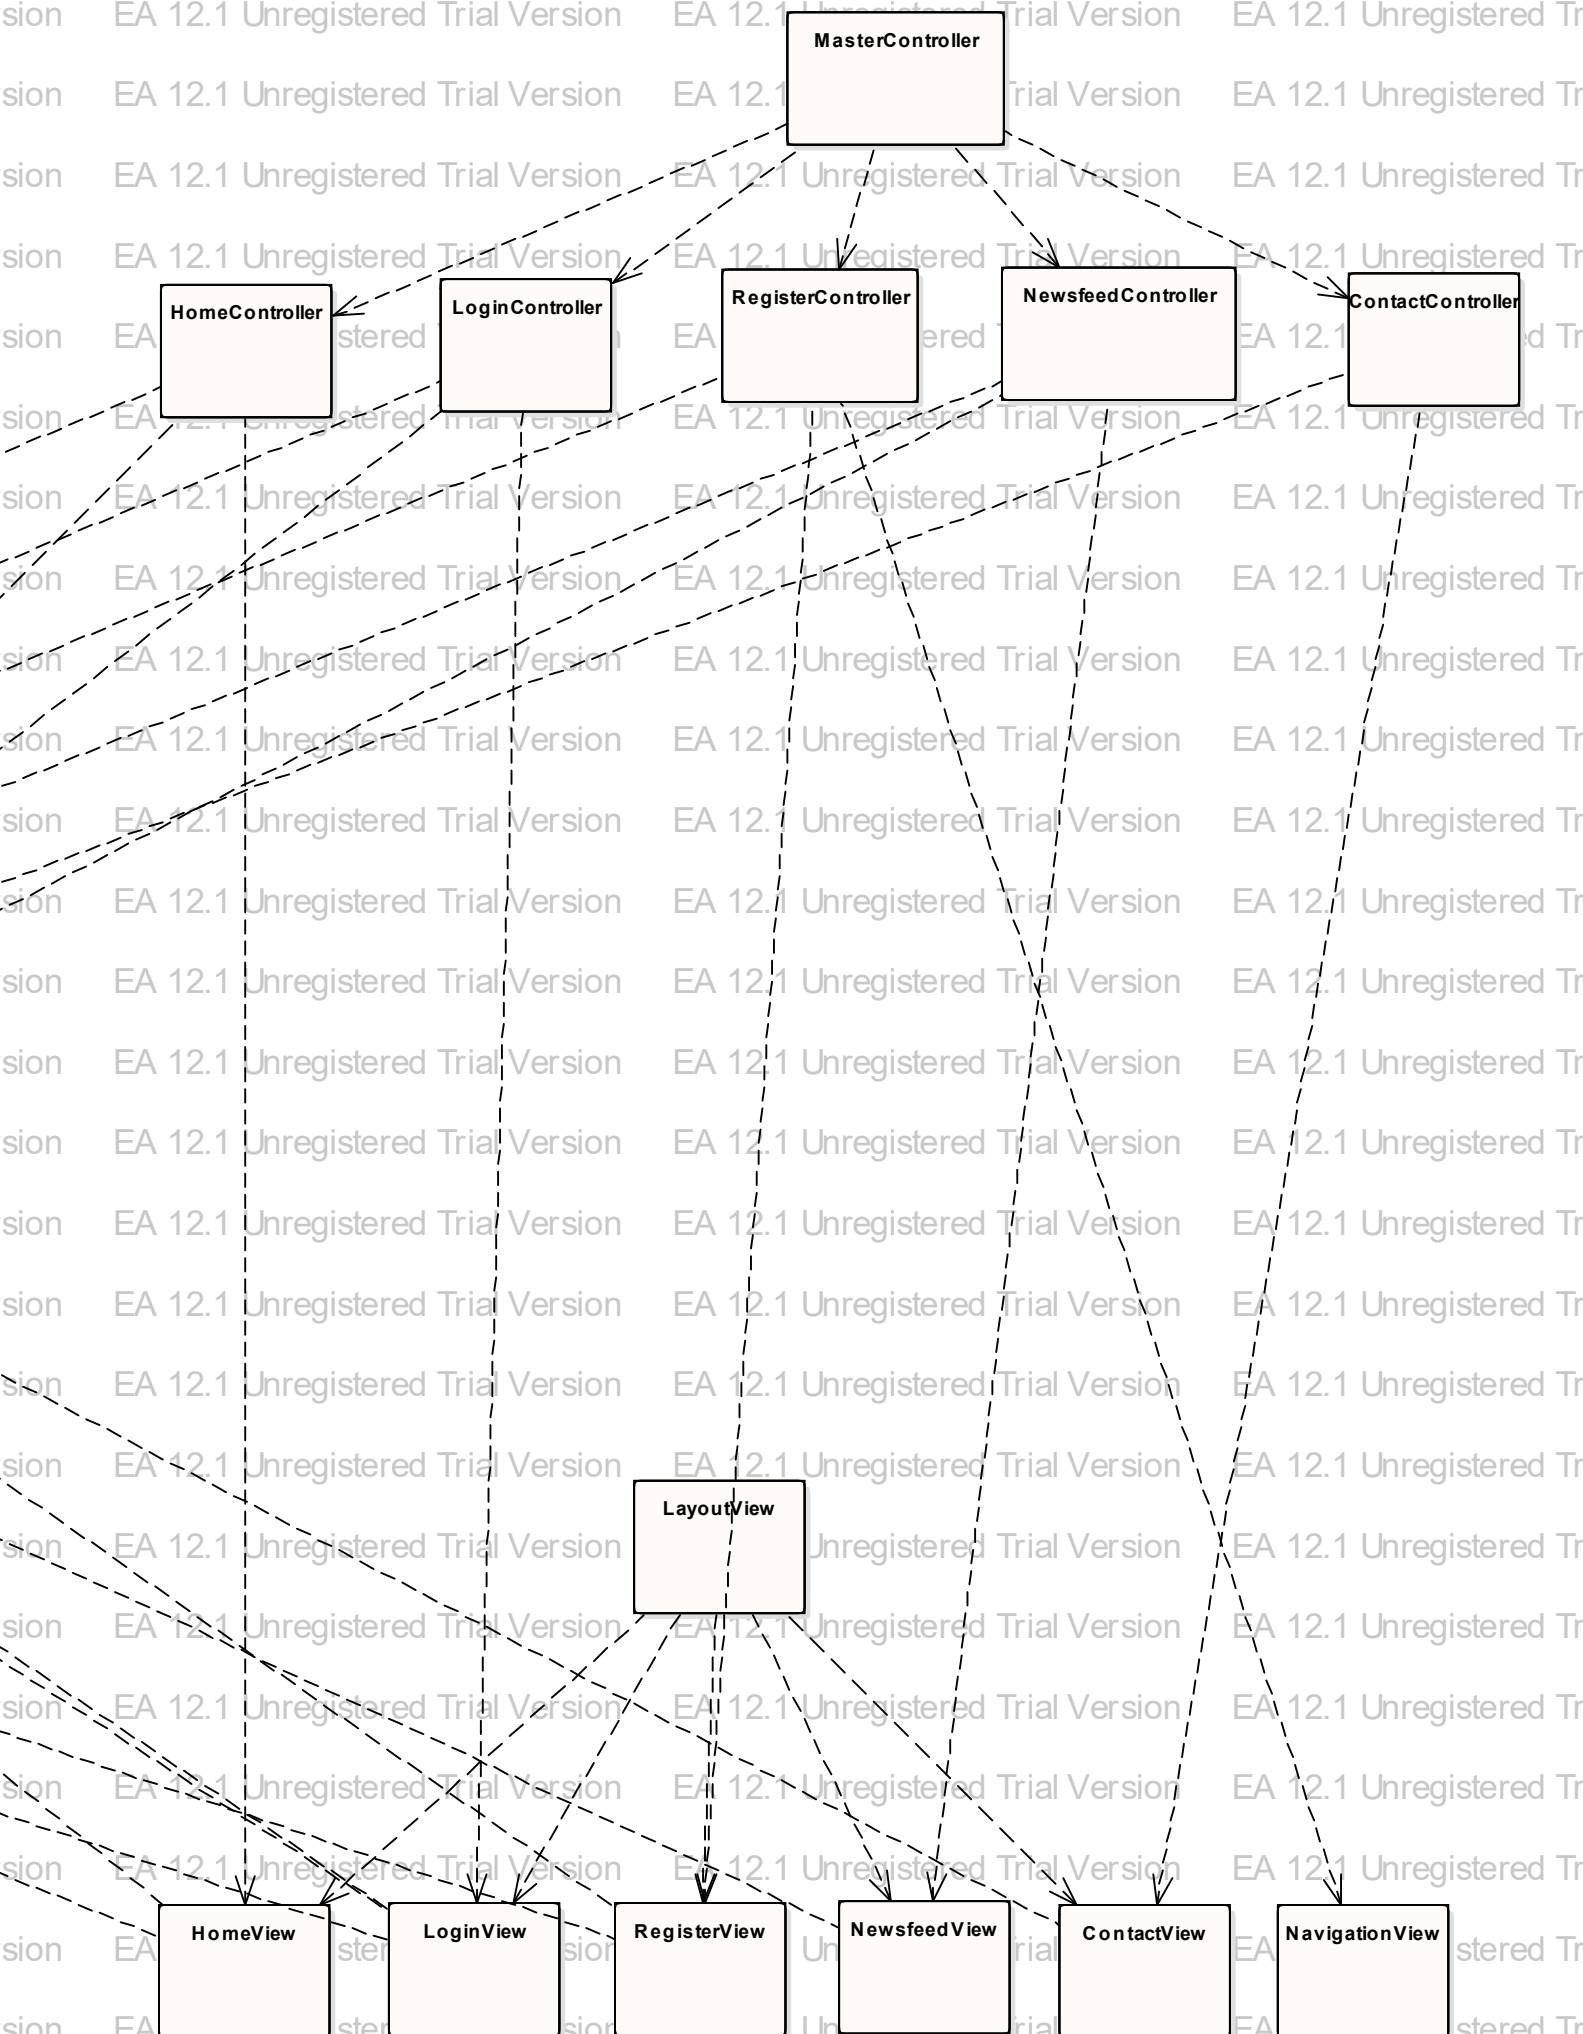 MasterController
HomeController
LoginController
RegisterController
NewsfeedController
ContactController
LayoutView
HomeView
LoginView
RegisterView
NewsfeedView
ContactView
NavigationView
EA 12.1 Unregistered Trial Version